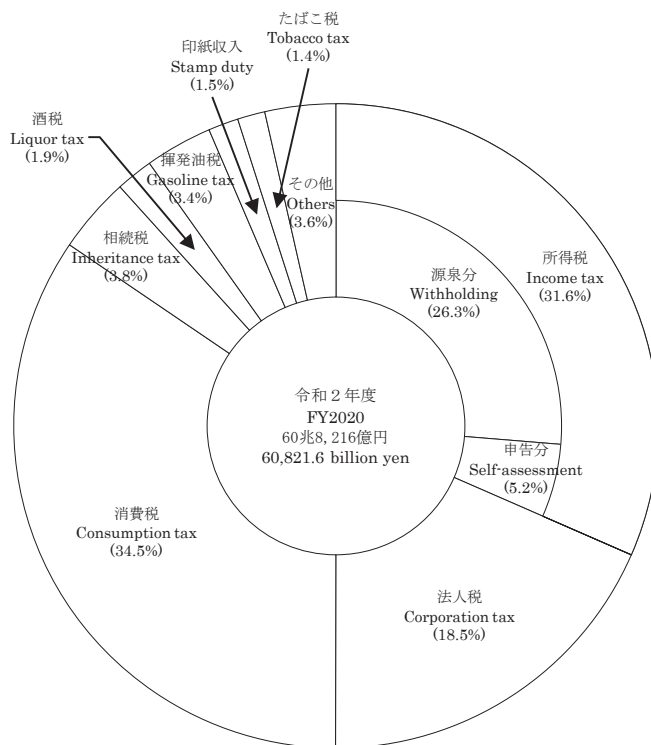 たばこ税
Tobacco tax
(1.4%)
印紙収入
Stamp duty
(1.5%)
酒税
Liquor tax
(1.9%)
揮発油税
Gasoline tax
(3.4%)
その他
Others
(3.6%)
相続税
Inheritance tax
(3.8%)
源泉分
Withholding
(26.3%)
所得税
Income tax
(31.6%)
令和2年度
FY2020
60兆8,216億円
60,821.6 billion yen
申告分
Self-assessment
(5.2%)
消費税
Consumption tax
(34.5%)
法人税
Corporation tax
(18.5%)